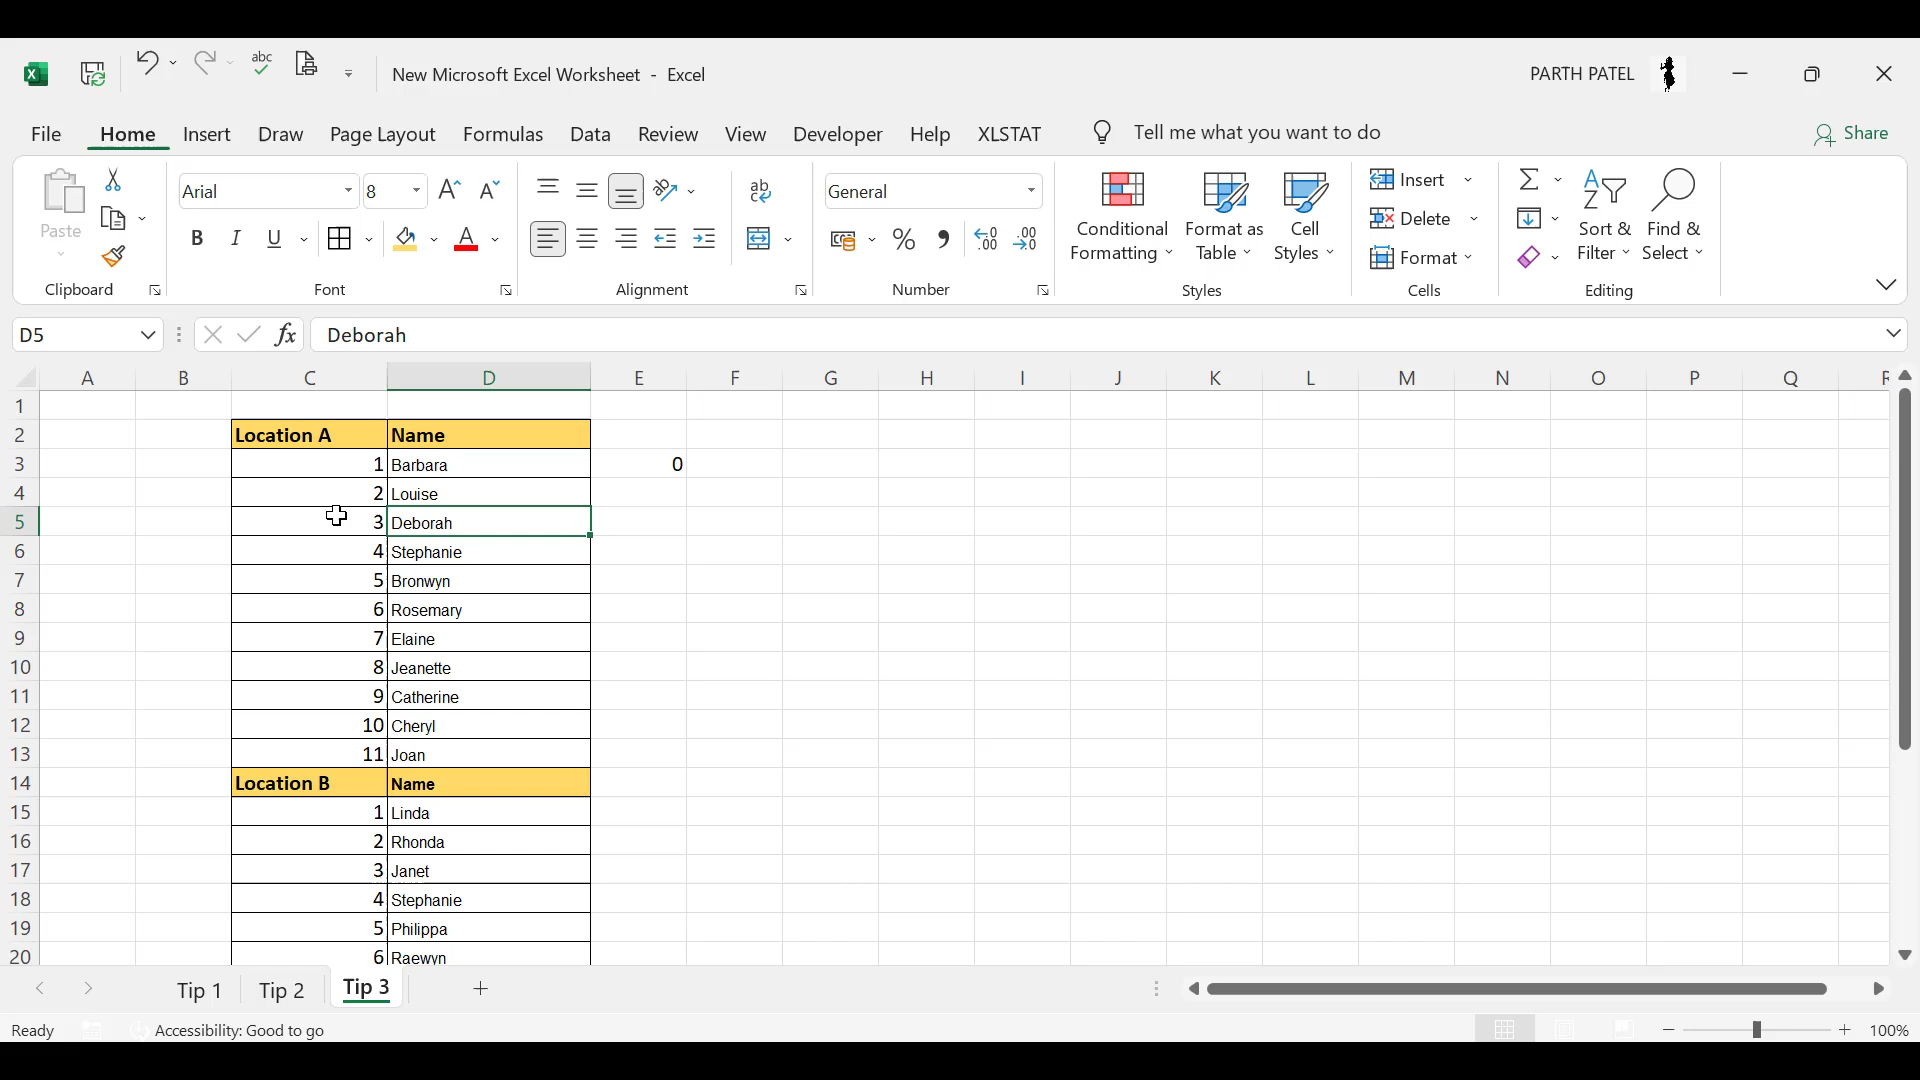 abc
New Microsoft Excel Worksheet - Excel
PARTH PATEL
File Home Insert Draw Page Layout Formulas Data Review View Developer Help XLSTAT Tell me what you want to do Share
Paste
Clipboard
Arial 8 A A
B I U A
Font
ab
Alignment
General
% , .00 .00
Number
Conditional Formatting
Format as Table
Cell Styles
Styles
Insert
Delete
Format
Cells
Sort & Filter
Find & Select
Editing
D5 fx Deborah
A B C D E F G H I J K L M N O P Q R
1
2 Location A Name
3 1 Barbara 0
4 2 Louise
5 3 Deborah
6 4 Stephanie
7 5 Bronwyn
8 6 Rosemary
9 7 Elaine
10 8 Jeanette
11 9 Catherine
12 10 Cheryl
13 11 Joan
14 Location B Name
15 1 Linda
16 2 Rhonda
17 3 Janet
18 4 Stephanie
19 5 Philippa
20 6 Raewyn
Tip 1 Tip 2 Tip 3
Ready Accessibility: Good to go 100%